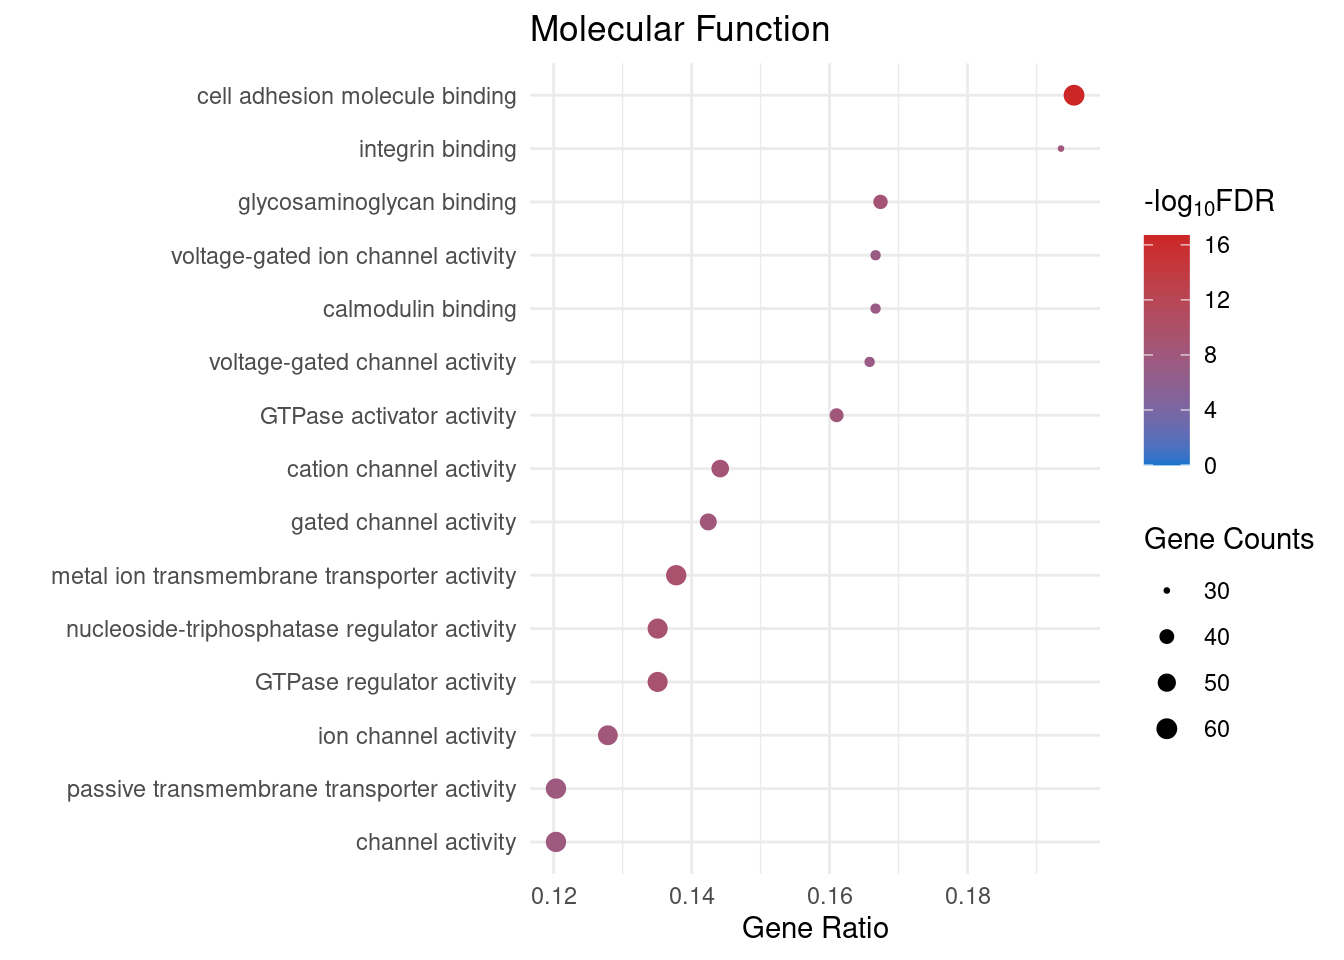 Molecular Function
cell adhesion molecule binding
integrin binding
glycosaminoglycan binding
voltage-gated ion channel activity
calmodulin binding
voltage-gated channel activity
GTPase activator activity
cation channel activity
gated channel activity
metal ion transmembrane transporter activity
nucleoside-triphosphatase regulator activity
GTPase regulator activity
ion channel activity
passive transmembrane transporter activity
channel activity
0.12 0.14 0.16 0.18
Gene Ratio
-log₁₀FDR
16
12
8
4
0
Gene Counts
30
40
50
60